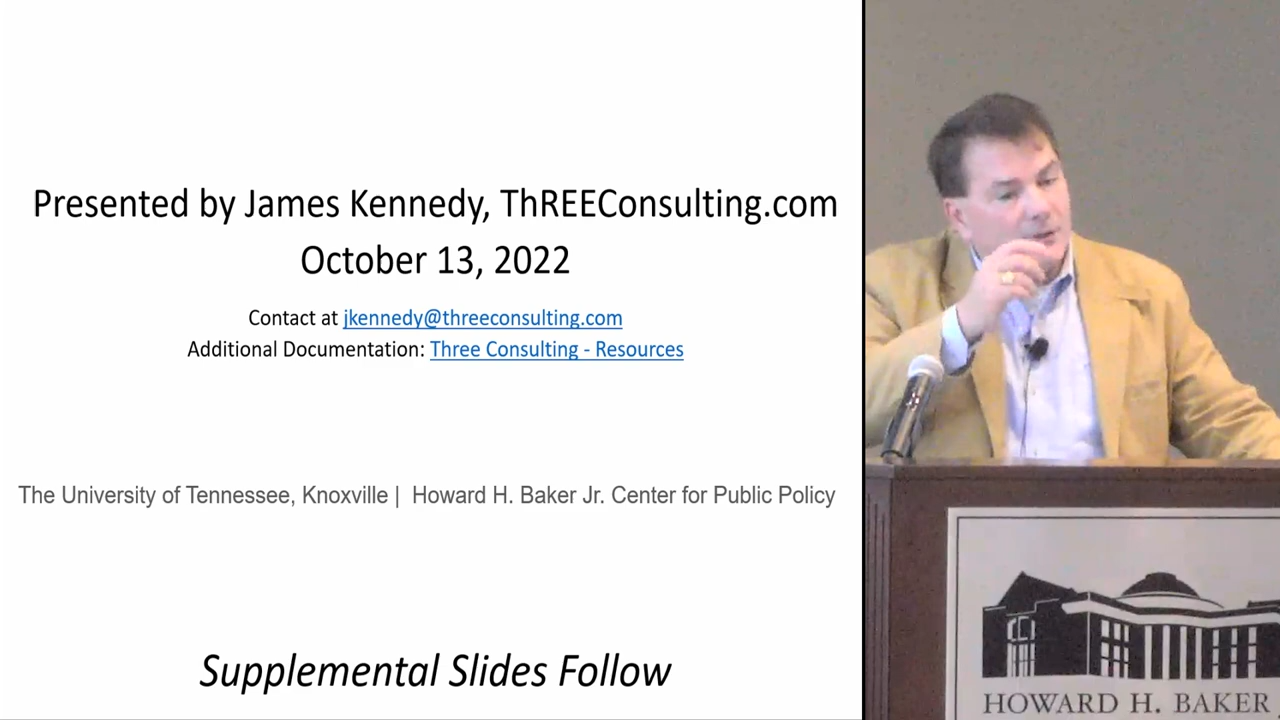 Presented by James Kennedy, ThREEConsulting.com
October 13, 2022
Contact at jkennedy@threeconsulting.com
Additional Documentation: Three Consulting - Resources
The University of Tennessee, Knoxville | Howard H. Baker Jr. Center for Public Policy
Supplemental Slides Follow
HOWARD H. BAKER